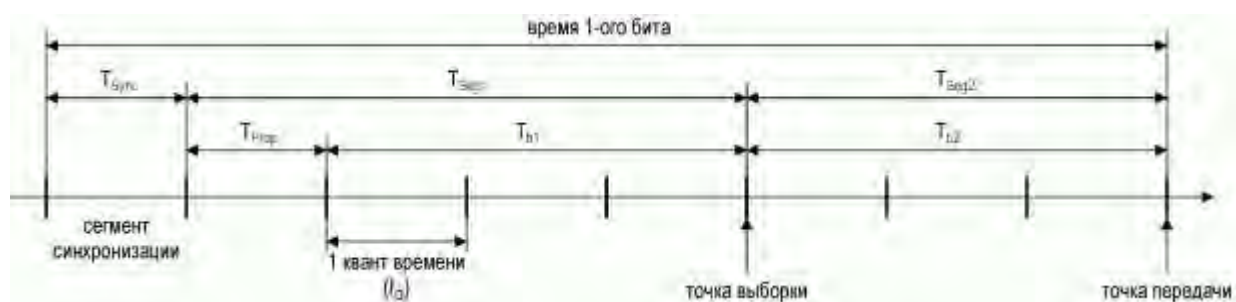 время 1-ого бита
TSync TSeg1 TSeg2
TProp Tb1 Tb2
сегмент
синхронизации
1 квант времени
(tQ)
точка выборки
точка передачи